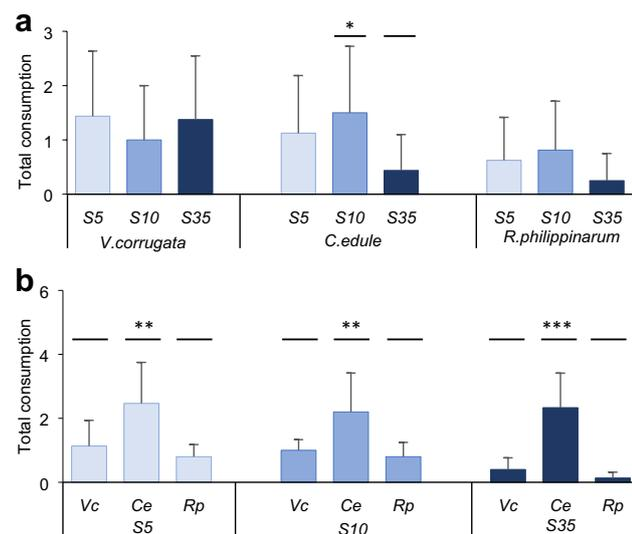 a
Total consumption
3
2
1
0
*
S5 S10 S35 S5 S10 S35 S5 S10 S35
V.corrugata C.edule R.philippinarum
b
Total consumption
6
4
2
0
** ** ***
Vc Ce Rp Vc Ce Rp Vc Ce Rp
S5 S10 S35